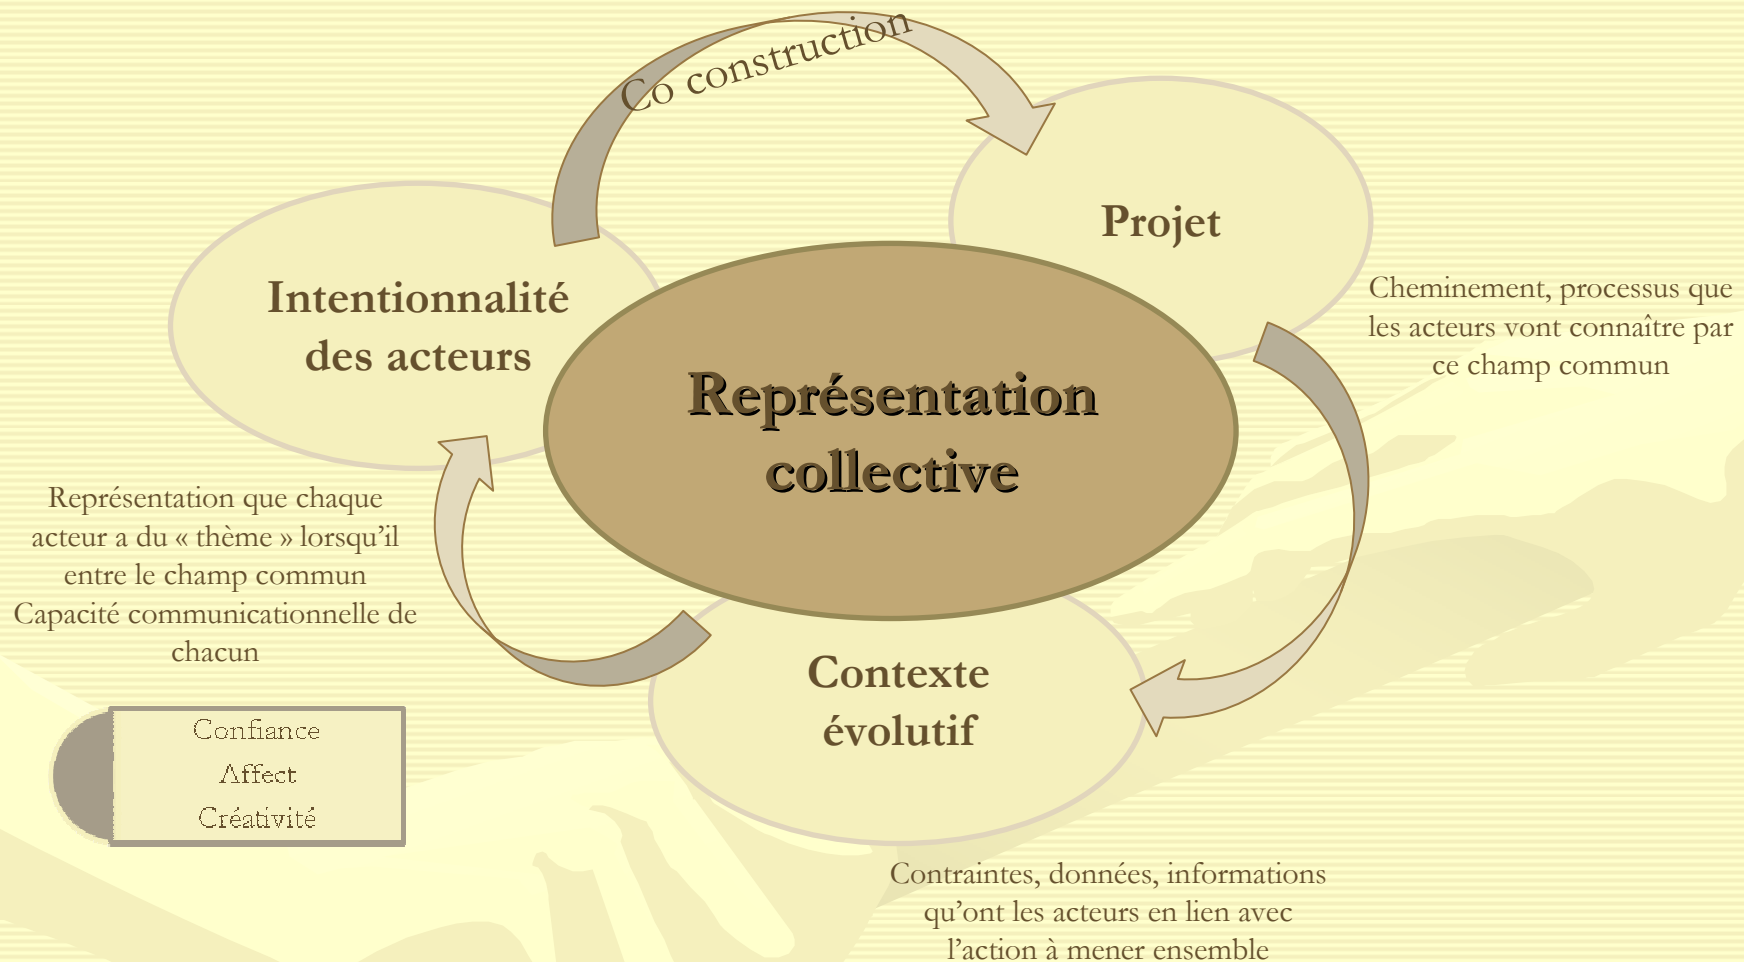 Co construction
Projet
Intentionnalité
des acteurs
Cheminement, processus que
les acteurs vont connaître par
ce champ commun
Représentation
collective
Représentation que chaque
acteur a du « thème » lorsqu’il
entre le champ commun
Capacité communicationnelle de
chacun
Contexte
évolutif
Confiance
Affect
Créativité
Contraintes, données, informations
qu’ont les acteurs en lien avec
l’action à mener ensemble